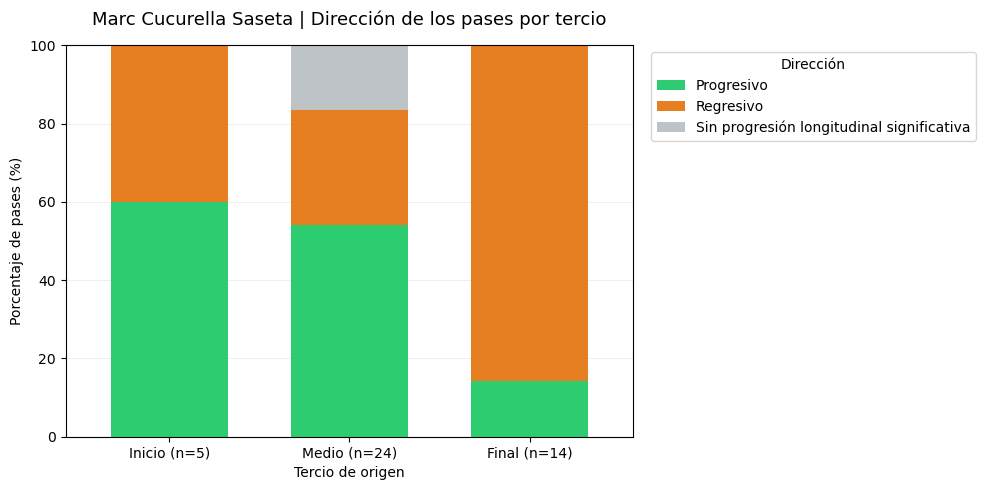 Marc Cucurella Saseta | Dirección de los pases por tercio
Porcentaje de pases (%)
100
80
60
40
20
0
Inicio (n=5)
Medio (n=24)
Final (n=14)
Tercio de origen
Dirección
Progresivo
Regresivo
Sin progresión longitudinal significativa